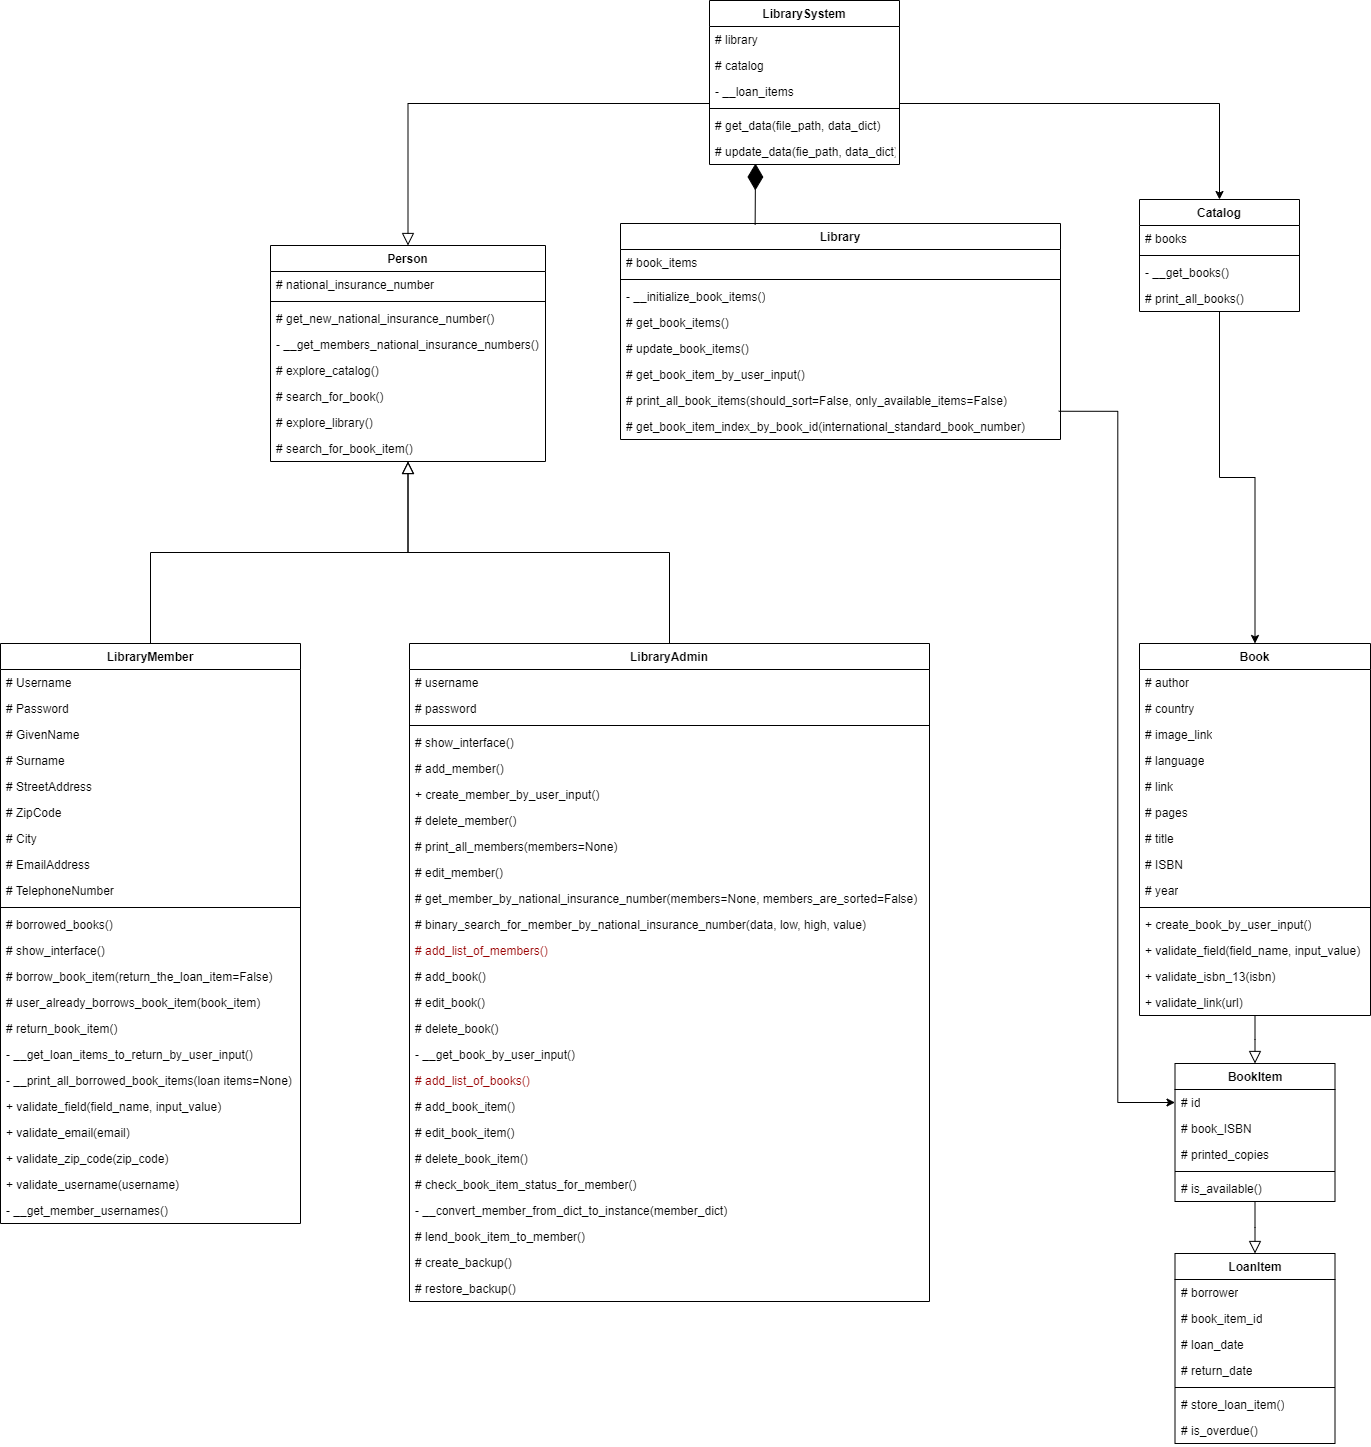 LibrarySystem
# library
# catalog
- __loan_items
# get_data(file_path, data_dict)
# update_data(fie_path, data_dict)
Person
# national_insurance_number
# get_new_national_insurance_number()
- __get_members_national_insurance_numbers()
# explore_catalog()
# search_for_book()
# explore_library()
# search_for_book_item()
Library
# book_items
- __initialize_book_items()
# get_book_items()
# update_book_items()
# get_book_item_by_user_input()
# print_all_book_items(should_sort=False, only_available_items=False)
# get_book_item_index_by_book_id(international_standard_book_number)
Catalog
# books
- __get_books()
# print_all_books()
LibraryMember
# Username
# Password
# GivenName
# Surname
# StreetAddress
# ZipCode
# City
# EmailAddress
# TelephoneNumber
# borrowed_books()
# show_interface()
# borrow_book_item(return_the_loan_item=False)
# user_already_borrows_book_item(book_item)
# return_book_item()
- __get_loan_items_to_return_by_user_input()
- __print_all_borrowed_book_items(loan items=None)
+ validate_field(field_name, input_value)
+ validate_email(email)
+ validate_zip_code(zip_code)
+ validate_username(username)
- __get_member_usernames()
LibraryAdmin
# username
# password
# show_interface()
# add_member()
+ create_member_by_user_input()
# delete_member()
# print_all_members(members=None)
# edit_member()
# get_member_by_national_insurance_number(members=None, members_are_sorted=False)
# binary_search_for_member_by_national_insurance_number(data, low, high, value)
# add_list_of_members()
# add_book()
# edit_book()
# delete_book()
- __get_book_by_user_input()
# add_list_of_books()
# add_book_item()
# edit_book_item()
# delete_book_item()
# check_book_item_status_for_member()
- __convert_member_from_dict_to_instance(member_dict)
# lend_book_item_to_member()
# create_backup()
# restore_backup()
Book
# author
# country
# image_link
# language
# link
# pages
# title
# ISBN
# year
+ create_book_by_user_input()
+ validate_field(field_name, input_value)
+ validate_isbn_13(isbn)
+ validate_link(url)
BookItem
# id
# book_ISBN
# printed_copies
# is_available()
LoanItem
# borrower
# book_item_id
# loan_date
# return_date
# store_loan_item()
# is_overdue()